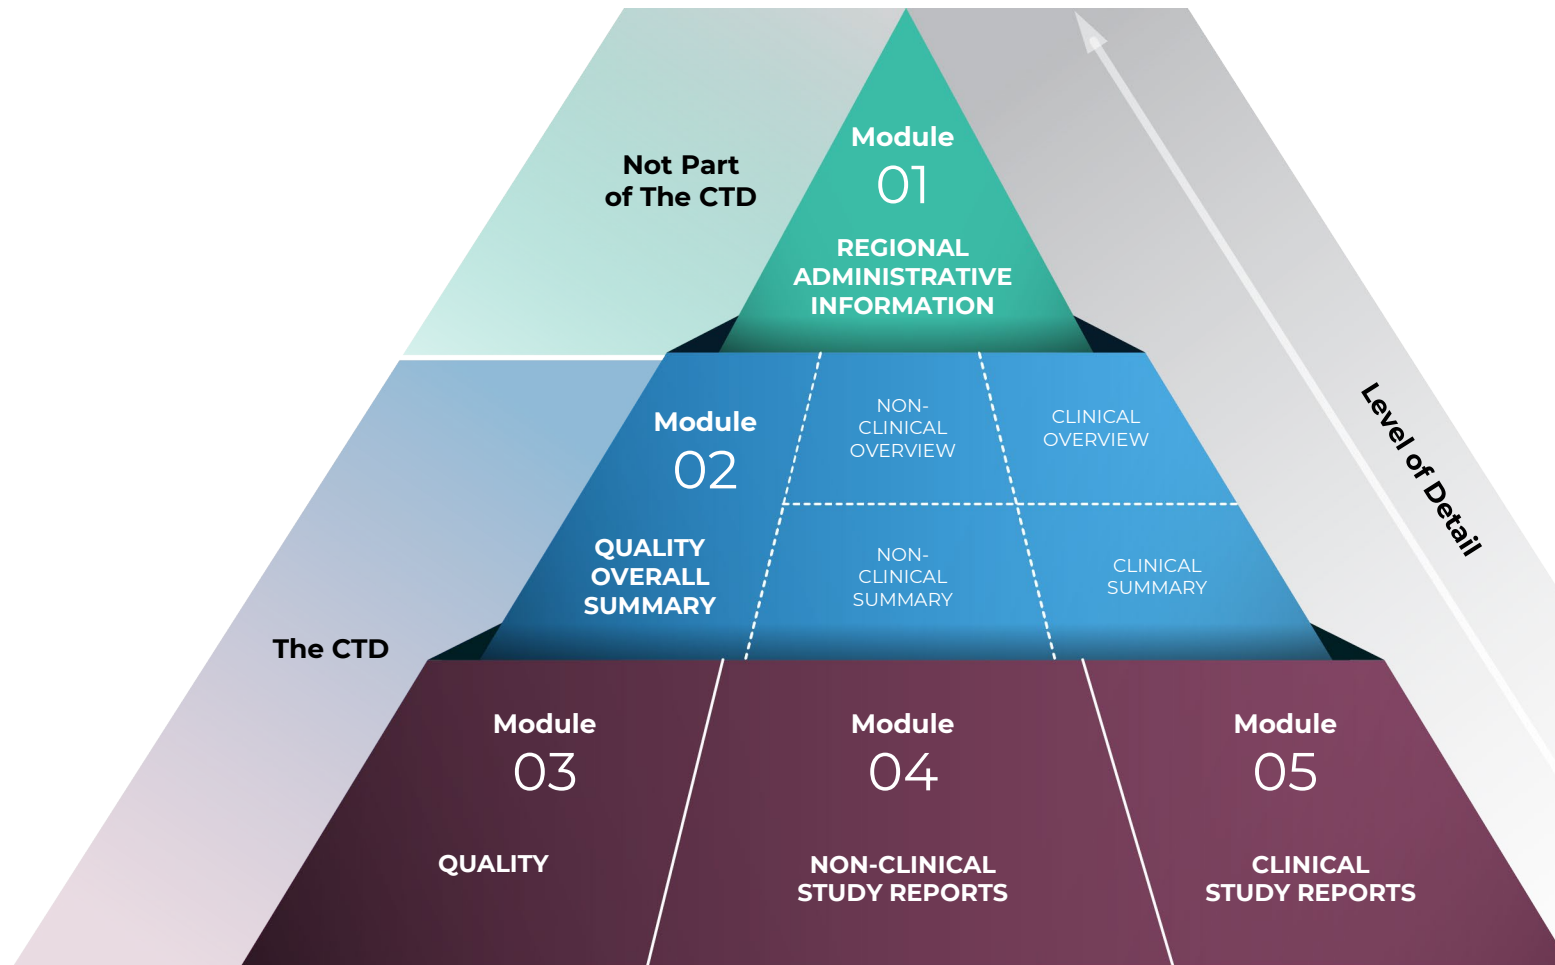 Not Part
of The CTD
Module
01
REGIONAL
ADMINISTRATIVE
INFORMATION
Level of Detail
The CTD
Module
02
QUALITY
OVERALL
SUMMARY
NON-
CLINICAL
OVERVIEW
CLINICAL
OVERVIEW
NON-
CLINICAL
SUMMARY
CLINICAL
SUMMARY
Module
03
QUALITY
Module
04
NON-CLINICAL
STUDY REPORTS
Module
05
CLINICAL
STUDY REPORTS